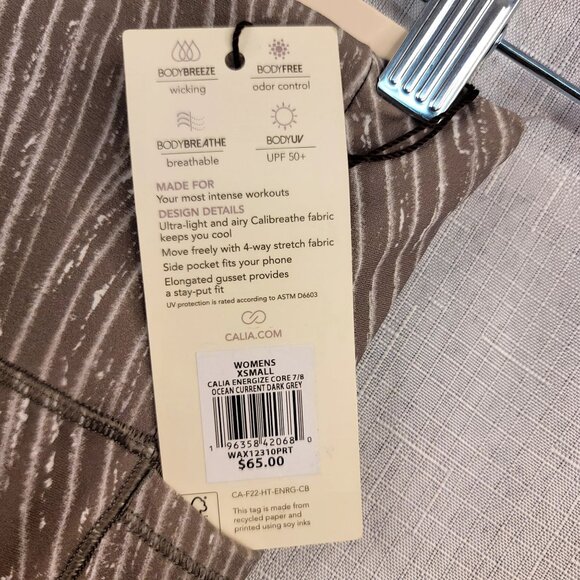 BODYBREEZE
wicking
BODYFREE
odor control
BODYBREATHE
breathable
BODYUV
UPF 50+
MADE FOR
Your most intense workouts
DESIGN DETAILS
Ultra-light and airy Calibreathe fabric
keeps you cool
Move freely with 4-way stretch fabric
Side pocket fits your phone
Elongated gusset provides
a stay-put fit
UV protection is rated according to ASTM D6603
CALIA.COM
WOMENS
XSMALL
CALIA ENERGIZE CORE 7/8
OCEAN CURRENT DARK GREY
1 96358 42068 0
WAX12310PRT
$65.00
CA-F22-HT-ENRG-CB
This tag is made from
recycled paper and
printed using soy inks